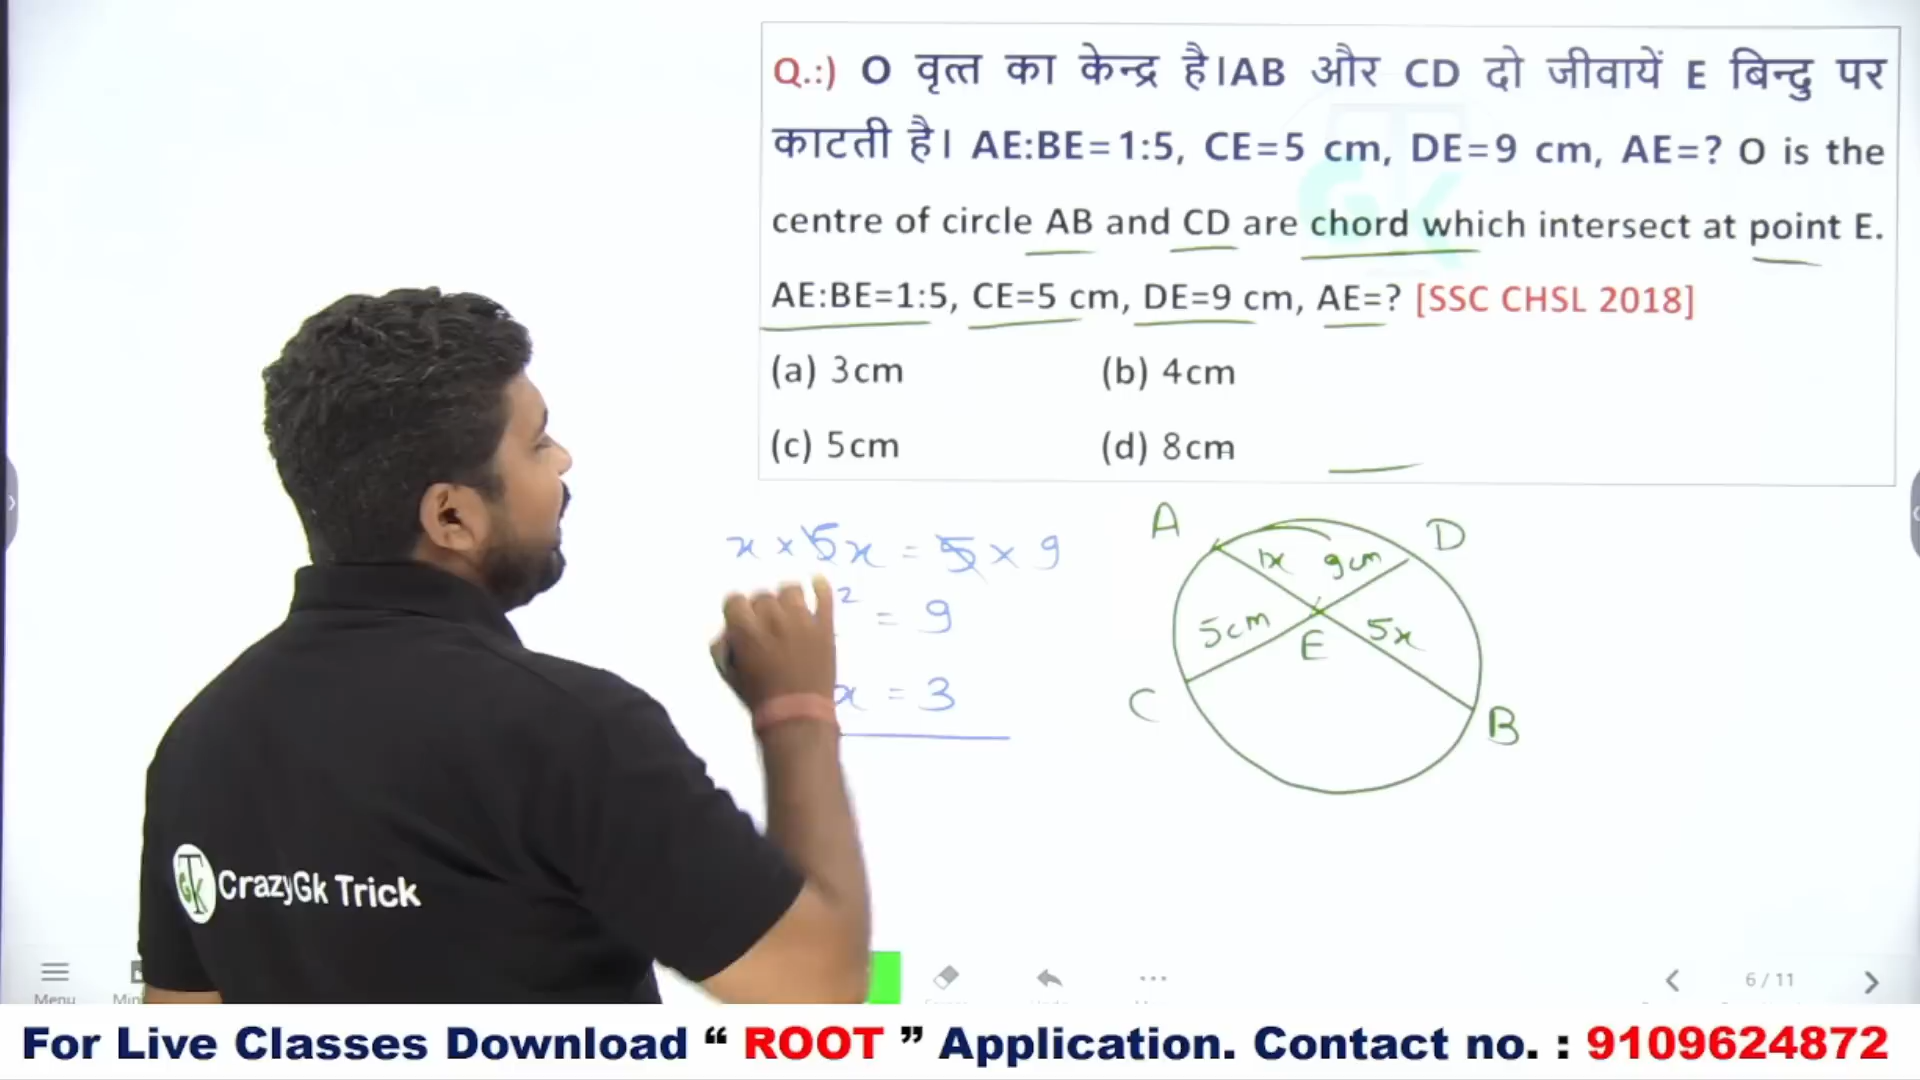 Q.:) O वृत्त का केन्द्र है।AB और CD दो जीवायें E बिन्दु पर
काटती है। AE:BE=1:5, CE=5 cm, DE=9 cm, AE=? O is the
centre of circle AB and CD are chord which intersect at point E.
AE:BE=1:5, CE=5 cm, DE=9 cm, AE=? [SSC CHSL 2018]
(a) 3cm (b) 4cm
(c) 5cm (d) 8cm
x × 5x = 5 × 9
2 = 9
x = 3
A
D
1x 9cm
5cm E 5x
C
B
GTK CrazyGk Trick
Menu
6/11
For Live Classes Download “ ROOT ” Application. Contact no. : 9109624872